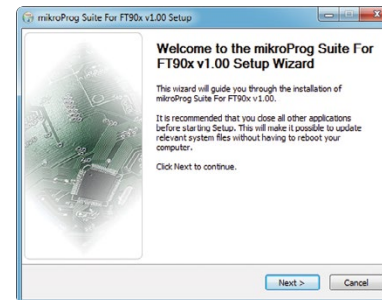 mikroProg Suite For FT90x v1.00 Setup
Welcome to the mikroProg Suite For
FT90x v1.00 Setup Wizard
This wizard will guide you through the installation of
mikroProg Suite For FT90x v1.00.
It is recommended that you close all other applications
before starting Setup. This will make it possible to update
relevant system files without having to reboot your
computer.
Click Next to continue.
Next >
Cancel